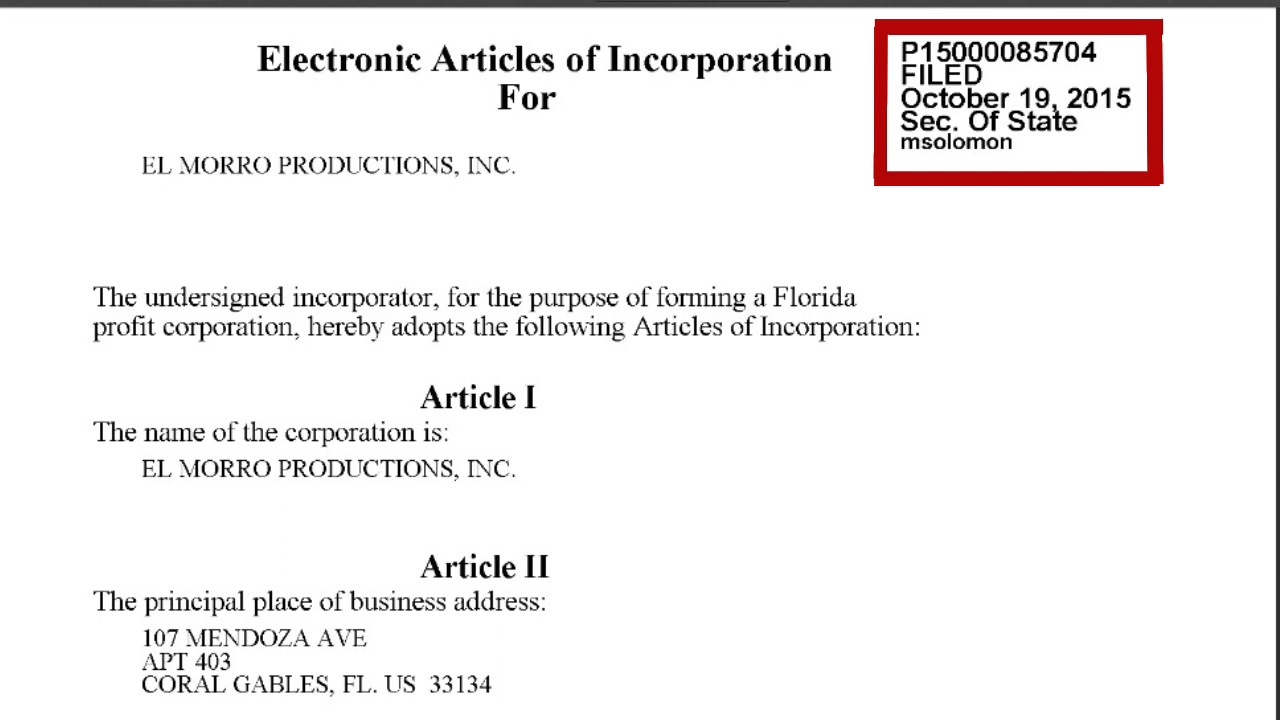 Electronic Articles of Incorporation
For
P15000085704
FILED
October 19, 2015
Sec. Of State
msolomon
EL MORRO PRODUCTIONS, INC.
The undersigned incorporator, for the purpose of forming a Florida
profit corporation, hereby adopts the following Articles of Incorporation:
Article I
The name of the corporation is:
EL MORRO PRODUCTIONS, INC.
Article II
The principal place of business address:
107 MENDOZA AVE
APT 403
CORAL GABLES, FL. US 33134